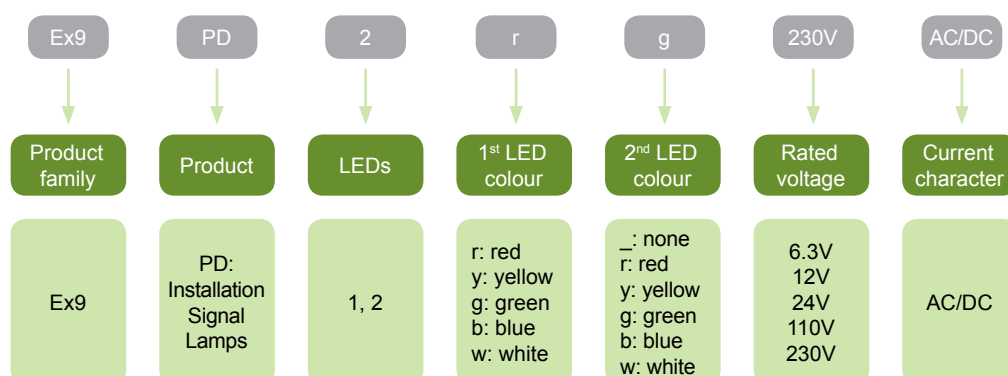 Ex9
PD
2
r
g
230V
AC/DC
Product
family
Product
LEDs
1st LED
colour
2nd LED
colour
Rated
voltage
Current
character
Ex9
PD:
Installation
Signal
Lamps
1, 2
r: red
y: yellow
g: green
b: blue
w: white
_: none
r: red
y: yellow
g: green
b: blue
w: white
6.3V
12V
24V
110V
230V
AC/DC